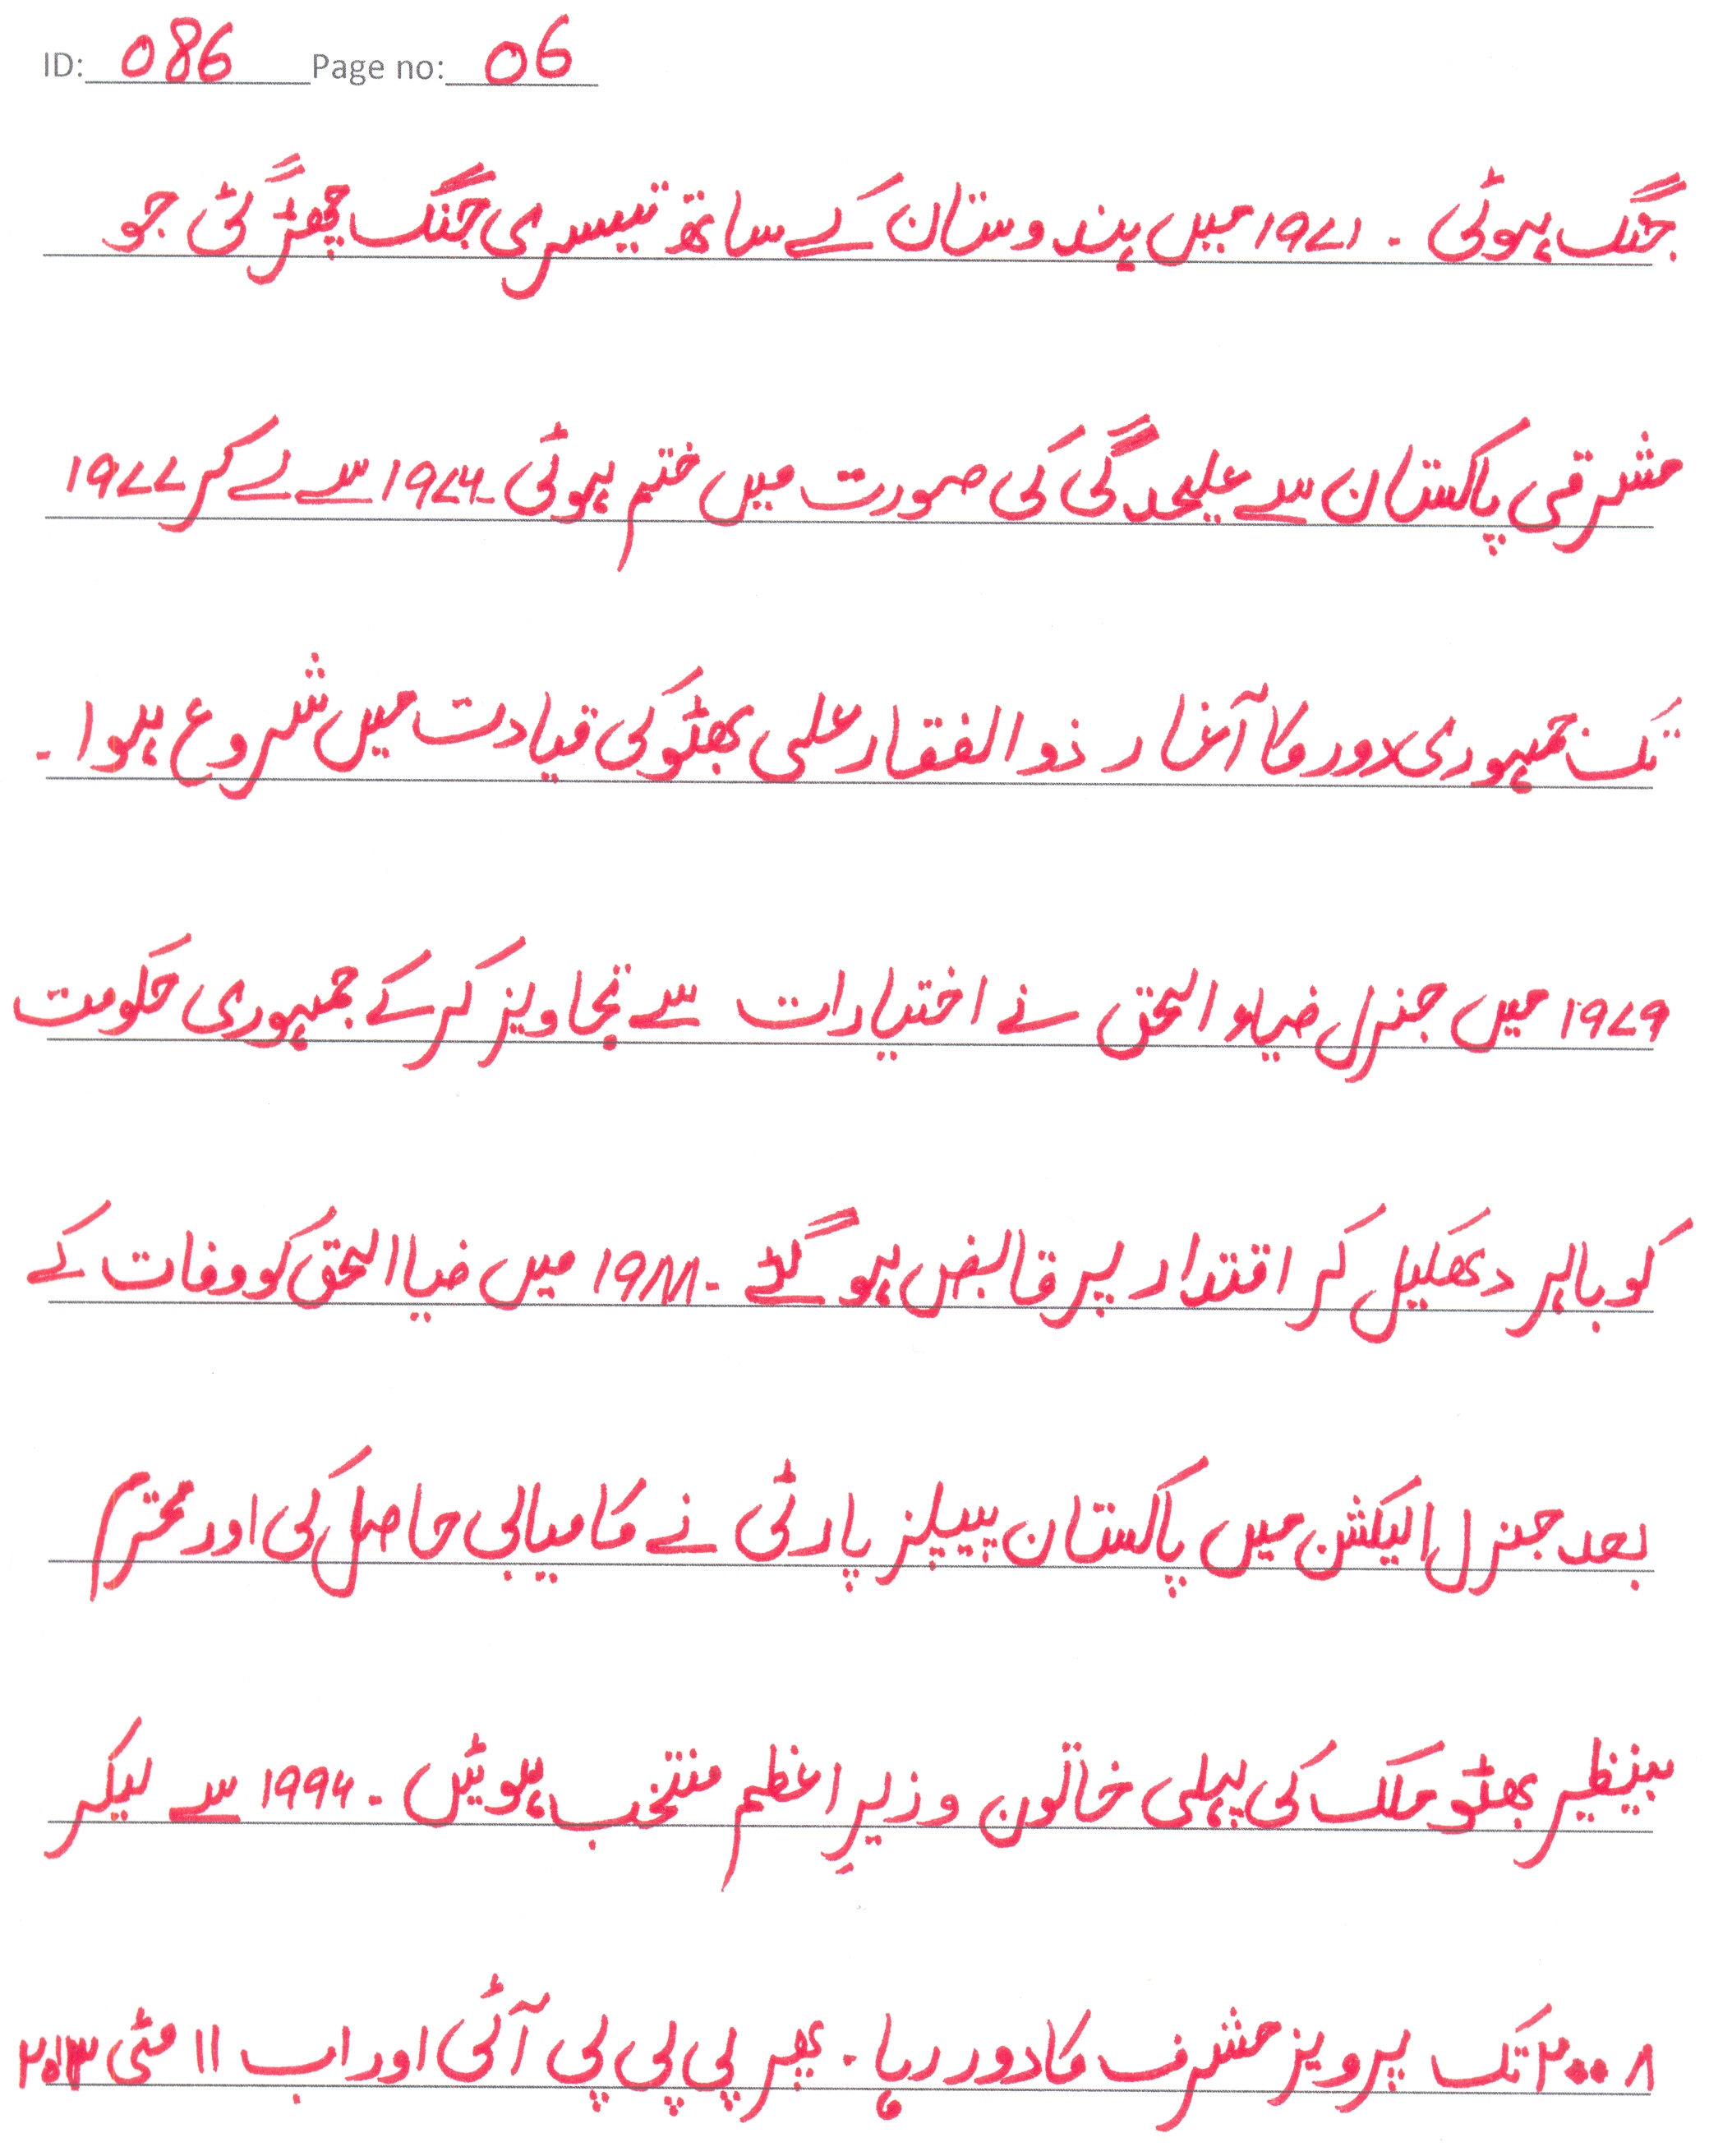 ID: 086 Page no: 06
جنگ ہوئی ۔ ۱۹۷۱ میں ہندوستان کے ساتھ تیسری جنگ چھڑ گئی جو
مشرقی پاکستان سے علیحدگی کی صورت میں ختم ہوئی ۔ ۱۹۷۲ سے لے کر ۱۹۷۷
تک جمہوری دور کا آغاز ذوالفقار علی بھٹو کی قیادت میں شروع ہوا ۔
۱۹۷۹ میں جنرل ضیاء الحق نے اختیارات سے تجاویز کرکے جمہوری حکومت
کو باہر دھکیل کر اقتدار پر قابض ہو گئے ۔ ۱۹۸۸ میں ضیا الحق کو وفات کے
بعد جنرل الیکشن میں پاکستان پیپلز پارٹی نے کامیابی حاصل کی اور محترم
بینظیر بھٹو ملک کی پہلی خاتون وزیرِ اعظم منتخب ہوئیں ۔ ۱۹۹۴ سے لیکر
۲۰۰۸ تک پرویز مشرف کا دور رہا ۔ پھر پی پی پی آئی اور اب ۱۱ مئی ۲۰۱۳